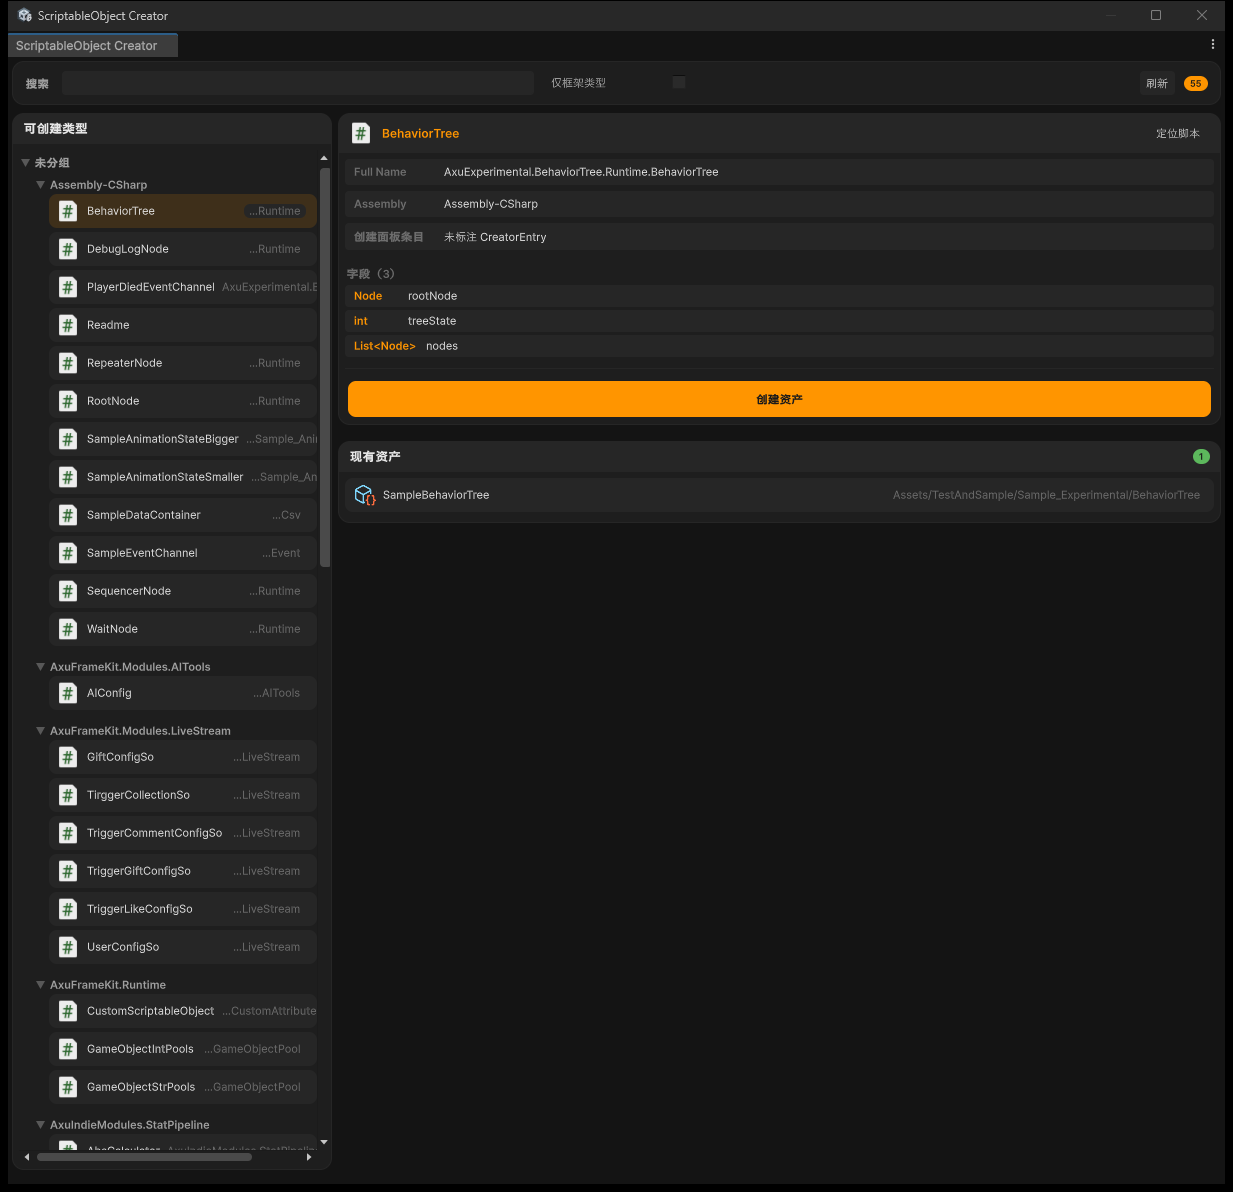 ScriptableObject Creator
ScriptableObject Creator
搜索
仅框架类型
刷新
55
可创建类型
未分组
Assembly-CSharp
BehaviorTree ...Runtime
DebugLogNode ...Runtime
PlayerDiedEventChannel AxuExperimental.E
Readme
RepeaterNode ...Runtime
RootNode ...Runtime
SampleAnimationStateBigger ...Sample_Ani
SampleAnimationStateSmaller ...Sample_An
SampleDataContainer ...Csv
SampleEventChannel ...Event
SequencerNode ...Runtime
WaitNode ...Runtime
AxuFrameKit.Modules.AITools
AIConfig ...AITools
AxuFrameKit.Modules.LiveStream
GiftConfigSo ...LiveStream
TirggerCollectionSo ...LiveStream
TriggerCommentConfigSo ...LiveStream
TriggerGiftConfigSo ...LiveStream
TriggerLikeConfigSo ...LiveStream
UserConfigSo ...LiveStream
AxuFrameKit.Runtime
CustomScriptableObject ...CustomAttribute
GameObjectIntPools ...GameObjectPool
GameObjectStrPools ...GameObjectPool
AxuIndieModules.StatPipeline
BehaviorTree
定位脚本
Full Name AxuExperimental.BehaviorTree.Runtime.BehaviorTree
Assembly Assembly-CSharp
创建面板条目 未标注 CreatorEntry
字段（3）
Node rootNode
int treeState
List<Node> nodes
创建资产
现有资产
1
SampleBehaviorTree Assets/TestAndSample/Sample_Experimental/BehaviorTree